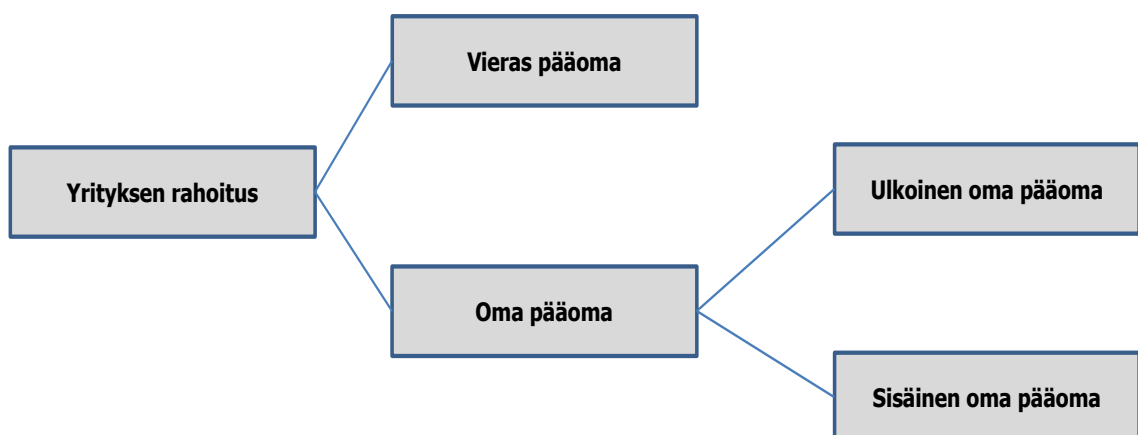 Vieras pääoma
Yrityksen rahoitus
Ulkoinen oma pääoma
Oma pääoma
Sisäinen oma pääoma